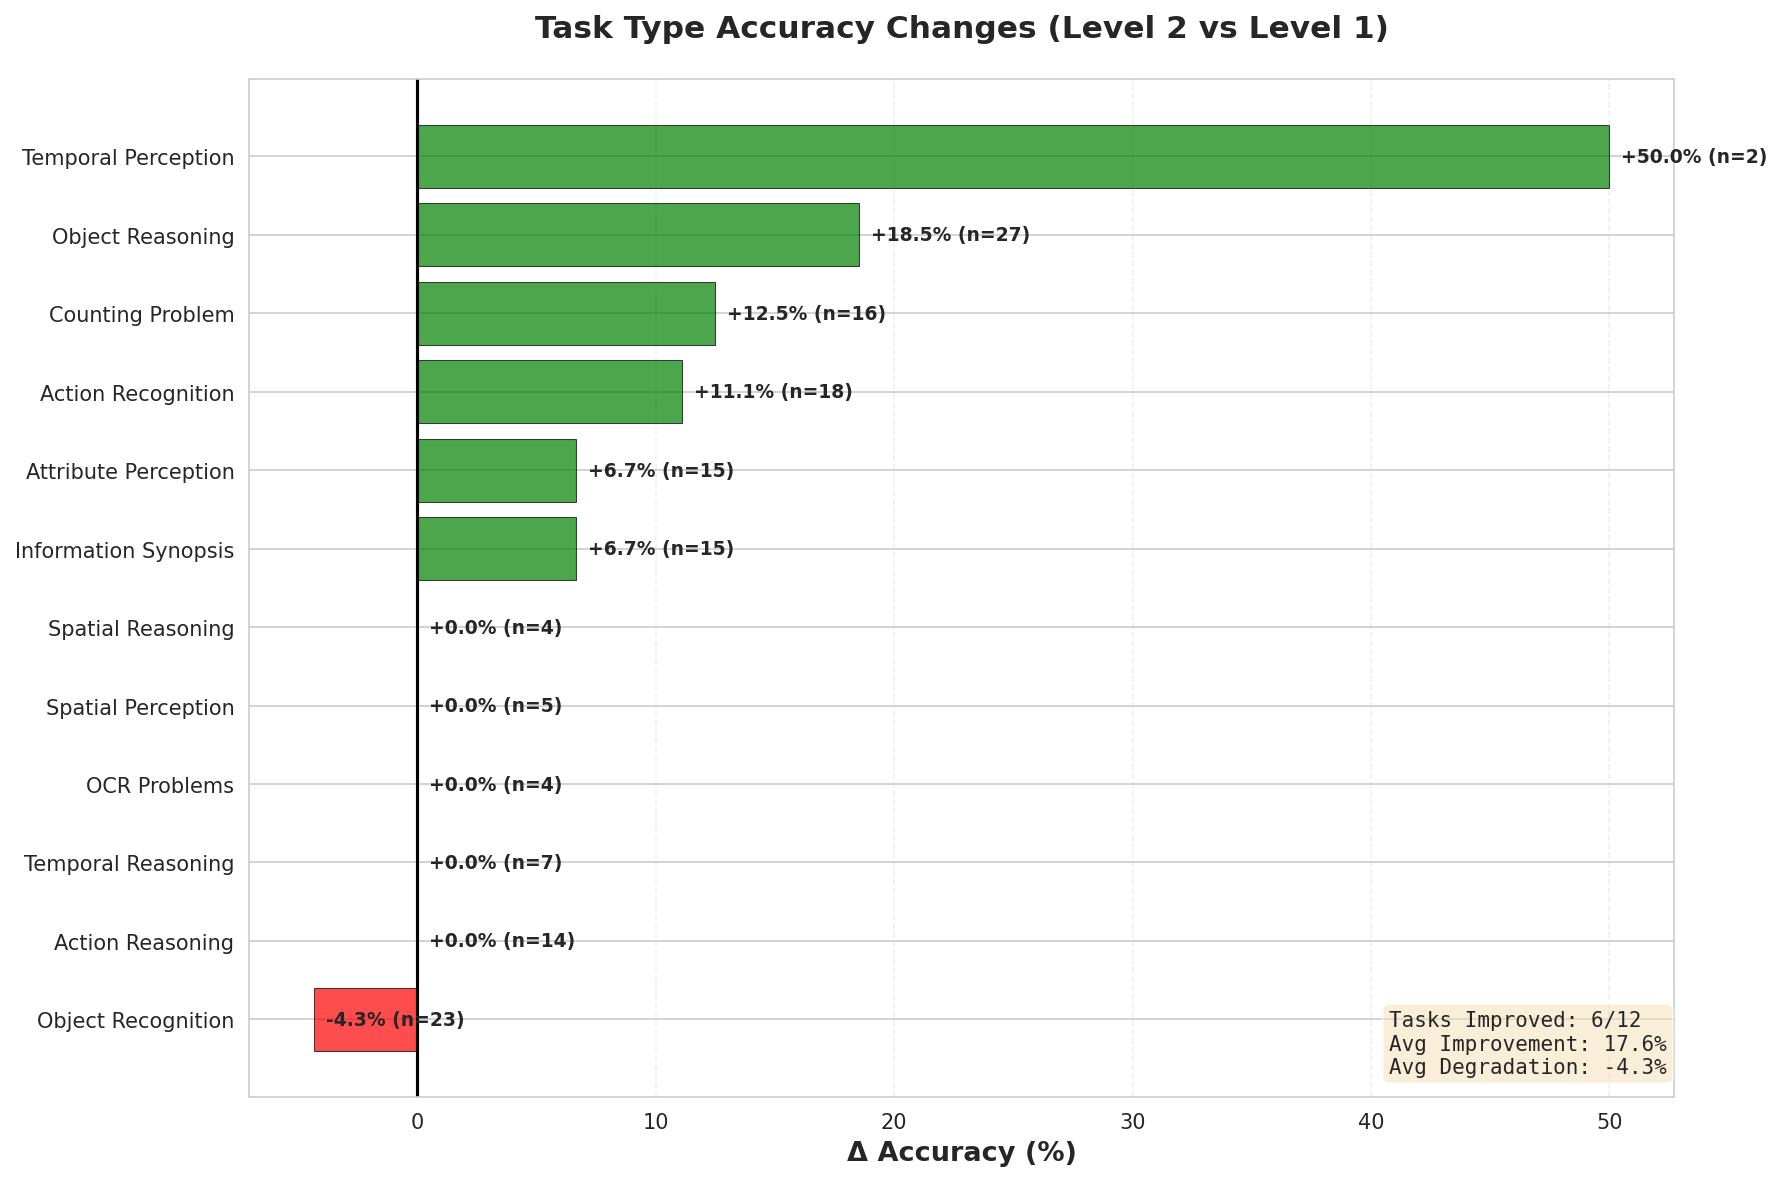 Task Type Accuracy Changes (Level 2 vs Level 1)
Temporal Perception
+50.0% (n=2)
Object Reasoning
+18.5% (n=27)
Counting Problem
+12.5% (n=16)
Action Recognition
+11.1% (n=18)
Attribute Perception
+6.7% (n=15)
Information Synopsis
+6.7% (n=15)
Spatial Reasoning
+0.0% (n=4)
Spatial Perception
+0.0% (n=5)
OCR Problems
+0.0% (n=4)
Temporal Reasoning
+0.0% (n=7)
Action Reasoning
+0.0% (n=14)
Object Recognition
-4.3% (n=23)
Tasks Improved: 6/12
Avg Improvement: 17.6%
Avg Degradation: -4.3%
0 10 20 30 40 50
Δ Accuracy (%)